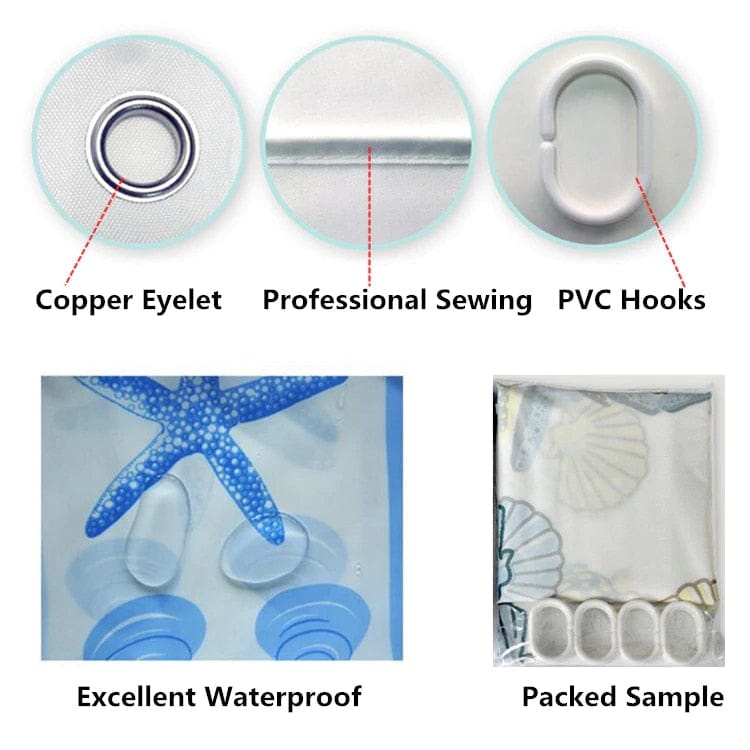 Copper Eyelet
Professional Sewing
PVC Hooks
Excellent Waterproof
Packed Sample